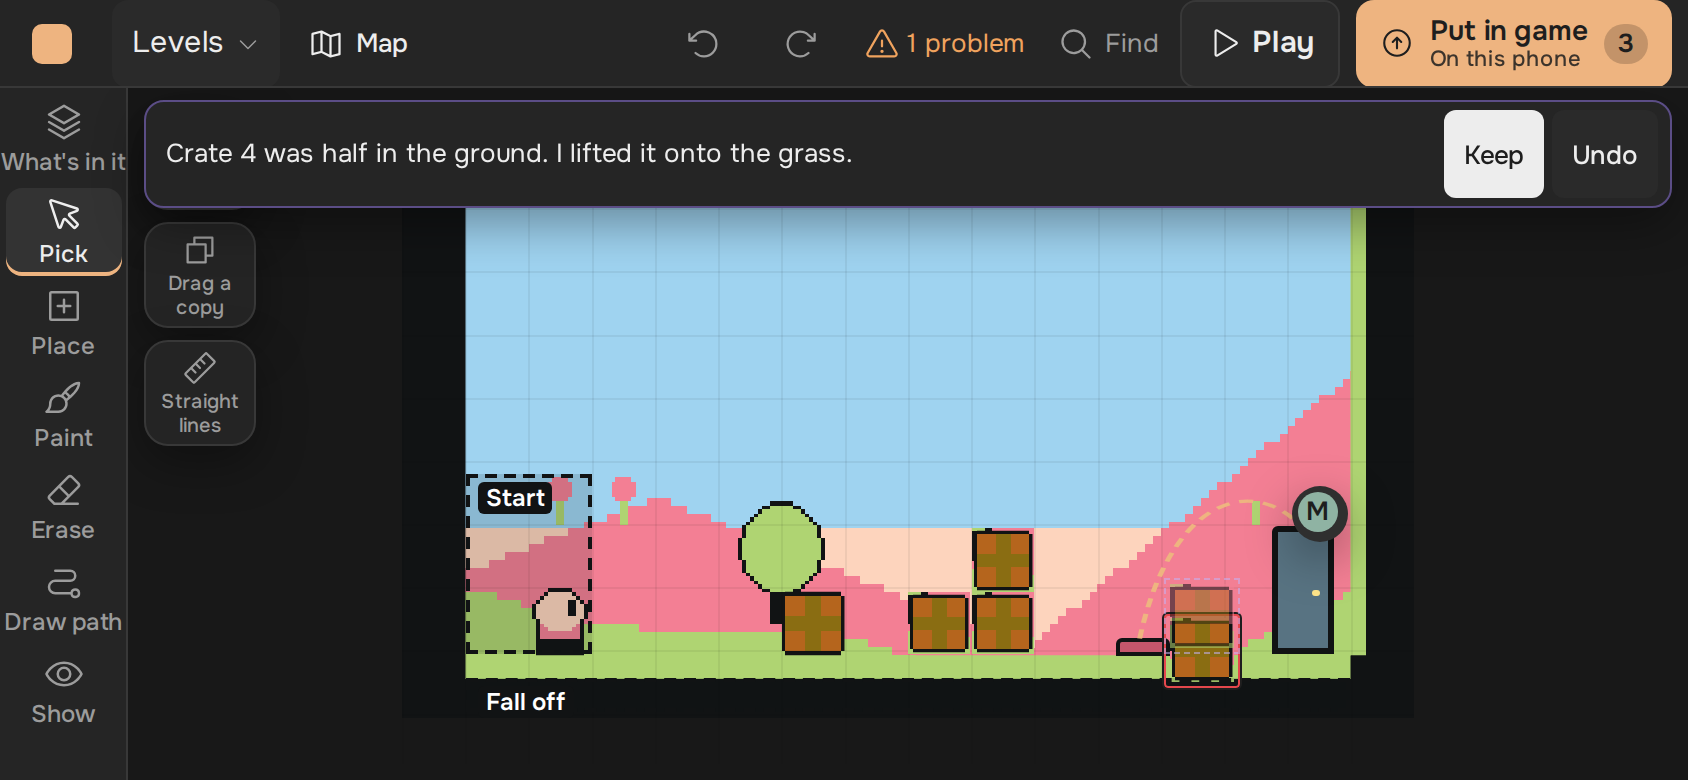 Levels
Map
1 problem
Find
Play
Put in game
On this phone
3
What's in it
Crate 4 was half in the ground. I lifted it onto the grass.
Keep
Undo
Pick
Drag a
copy
Place
Straight
lines
Paint
Erase
Draw path
Show
Start
M
Fall off